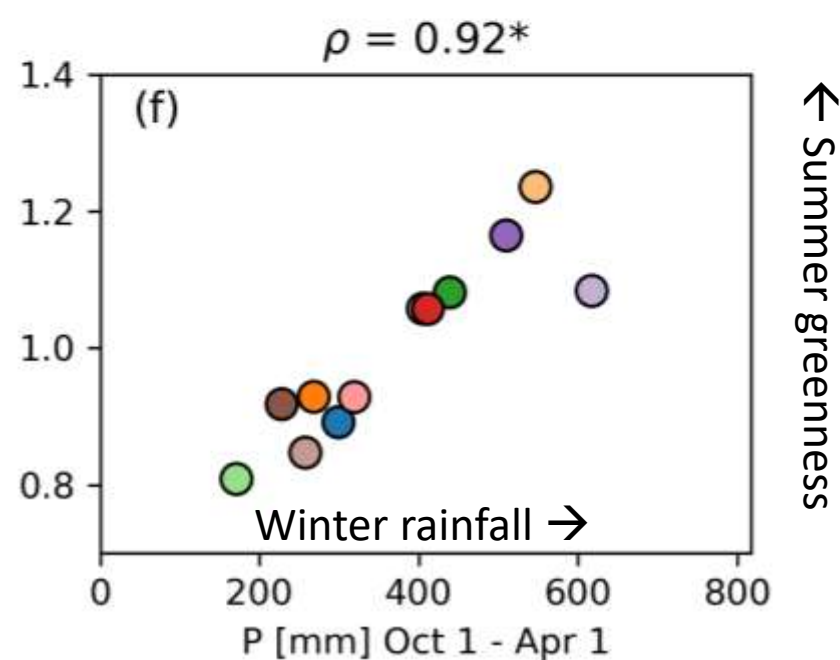 ρ = 0.92*
1.4
(f)
1.2
1.0
0.8
Winter rainfall →
0 200 400 600 800
P [mm] Oct 1 - Apr 1
← Summer greenness